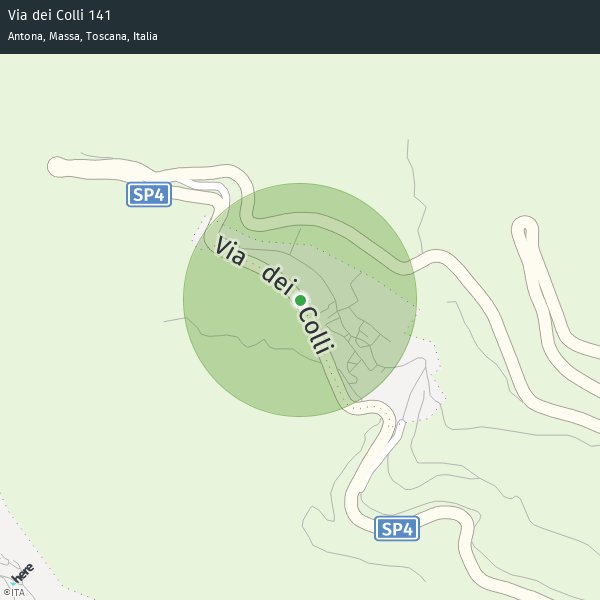 Via dei Colli 141
Antona, Massa, Toscana, Italia
SP4
Via dei Colli
SP4
here
©ITA